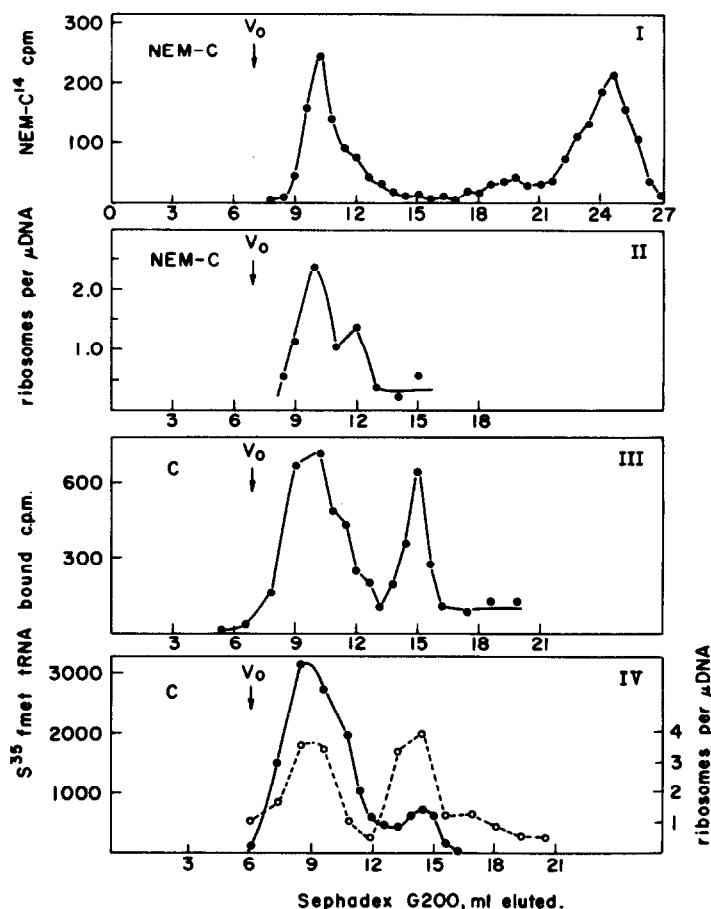 300
200
100
NEM-C¹⁴ cpm
NEM-C
V₀
I
0 3 6 9 12 15 18 21 24 27
ribosomes per μDNA
2.0
1.0
NEM-C
V₀
II
3 6 9 12 15 18
S³⁵ fmet tRNA bound c.p.m.
600
300
C
V₀
III
3 6 9 12 15 18 21
3000
2000
1000
C
V₀
IV
4
3
2
1
ribosomes per μDNA
3 6 9 12 15 18 21
Sephadex G200, ml eluted.